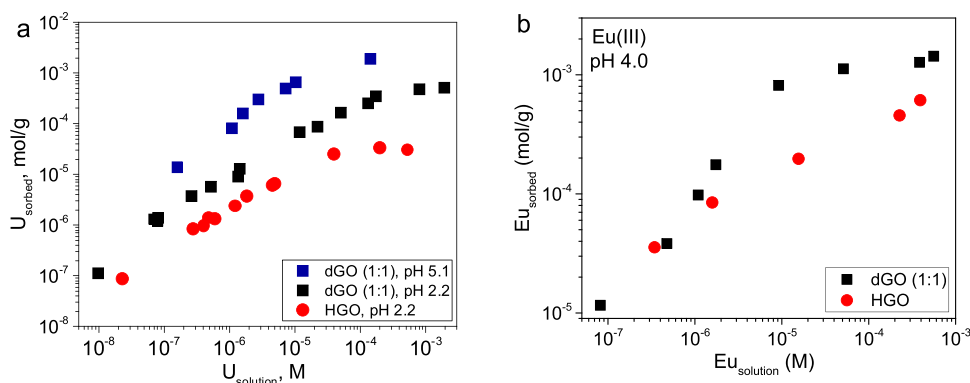 a
10⁻²
10⁻³
10⁻⁴
10⁻⁵
10⁻⁶
10⁻⁷
10⁻⁸
U_sorbed, mol/g
dGO (1:1), pH 5.1
dGO (1:1), pH 2.2
HGO, pH 2.2
10⁻⁸ 10⁻⁷ 10⁻⁶ 10⁻⁵ 10⁻⁴ 10⁻³
U_solution, M
b
Eu(III)
pH 4.0
10⁻³
10⁻⁴
10⁻⁵
Eu_sorbed (mol/g)
dGO (1:1)
HGO
10⁻⁷ 10⁻⁶ 10⁻⁵ 10⁻⁴ 10⁻³
Eu_solution (M)